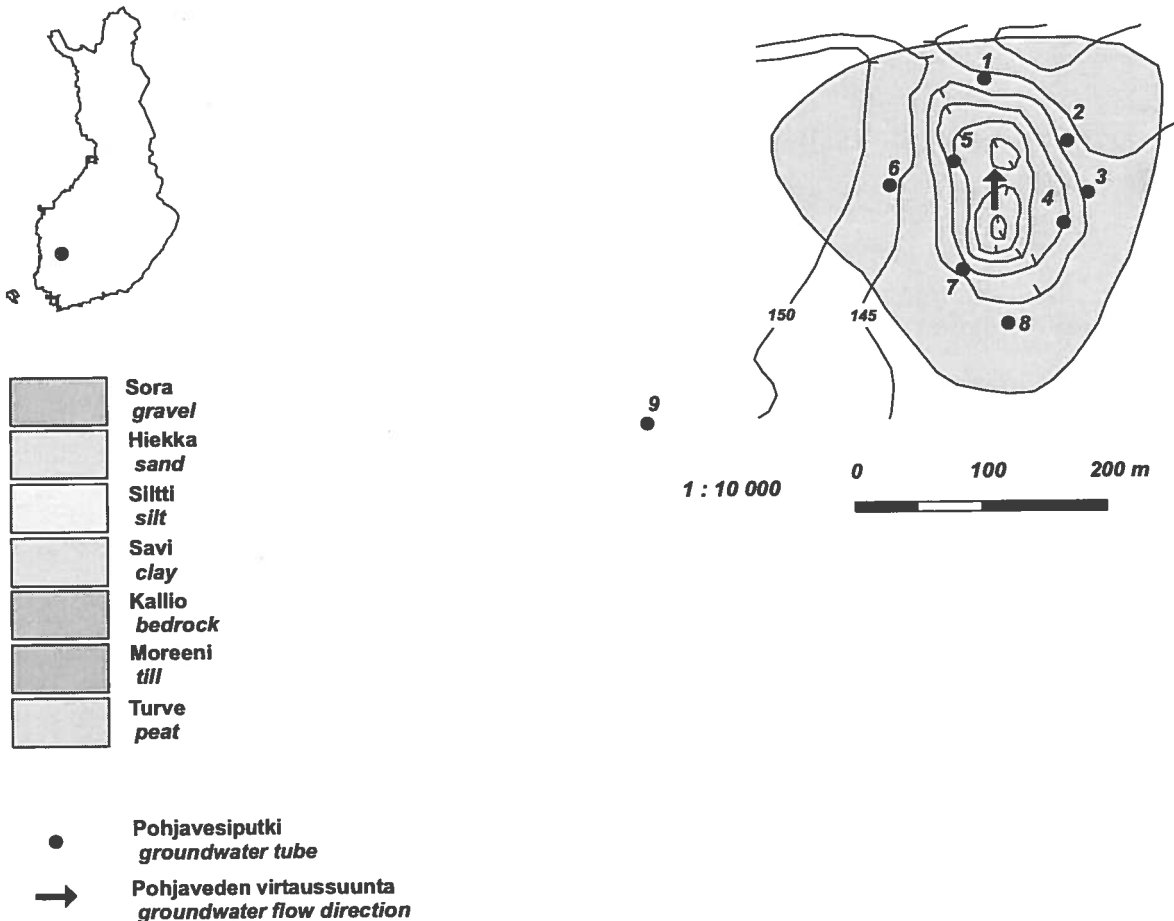 1
2
3
4
5
6
7
8
9
150
145
Sora
gravel
Hiekka
sand
Siltti
silt
Savi
clay
Kallio
bedrock
Moreeni
till
Turve
peat
1 : 10 000
0 100 200 m
Pohjavesiputki
groundwater tube
Pohjaveden virtaussuunta
groundwater flow direction